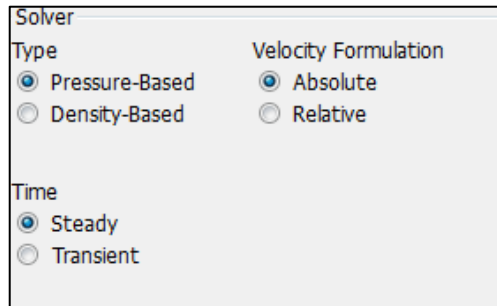 Solver
Type
Pressure-Based
Density-Based
Velocity Formulation
Absolute
Relative
Time
Steady
Transient